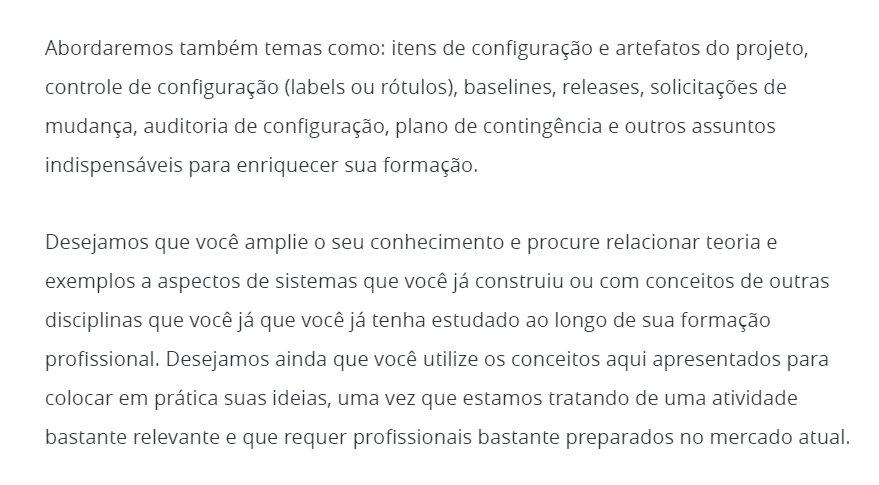 Abordaremos também temas como: itens de configuração e artefatos do projeto,
controle de configuração (labels ou rótulos), baselines, releases, solicitações de
mudança, auditoria de configuração, plano de contingência e outros assuntos
indispensáveis para enriquecer sua formação.
Desejamos que você amplie o seu conhecimento e procure relacionar teoria e
exemplos a aspectos de sistemas que você já construiu ou com conceitos de outras
disciplinas que você já que você já tenha estudado ao longo de sua formação
profissional. Desejamos ainda que você utilize os conceitos aqui apresentados para
colocar em prática suas ideias, uma vez que estamos tratando de uma atividade
bastante relevante e que requer profissionais bastante preparados no mercado atual.